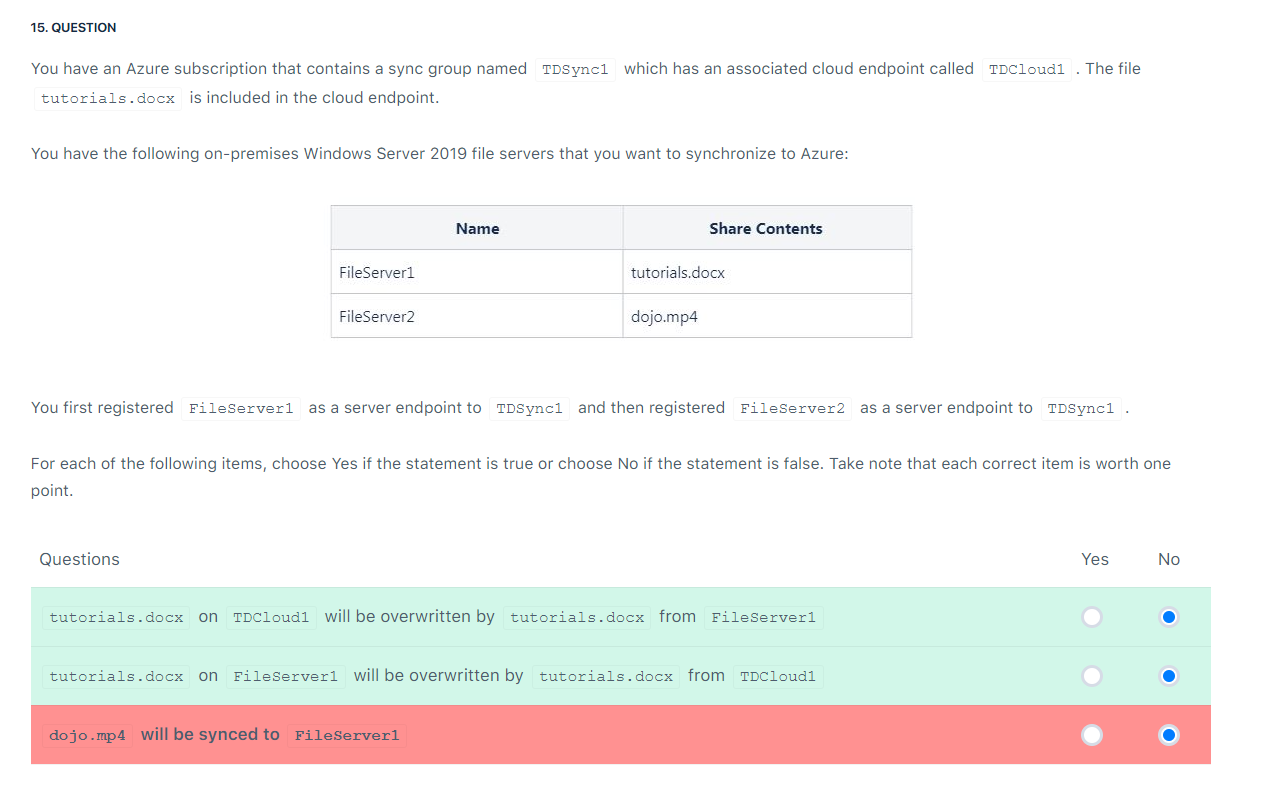 15. QUESTION
You have an Azure subscription that contains a sync group named TDSync1 which has an associated cloud endpoint called TDCloud1 . The file
tutorials.docx is included in the cloud endpoint.
You have the following on-premises Windows Server 2019 file servers that you want to synchronize to Azure:
Name Share Contents
FileServer1 tutorials.docx
FileServer2 dojo.mp4
You first registered FileServer1 as a server endpoint to TDSync1 and then registered FileServer2 as a server endpoint to TDSync1 .
For each of the following items, choose Yes if the statement is true or choose No if the statement is false. Take note that each correct item is worth one
point.
Questions Yes No
tutorials.docx on TDCloud1 will be overwritten by tutorials.docx from FileServer1
tutorials.docx on FileServer1 will be overwritten by tutorials.docx from TDCloud1
dojo.mp4 will be synced to FileServer1